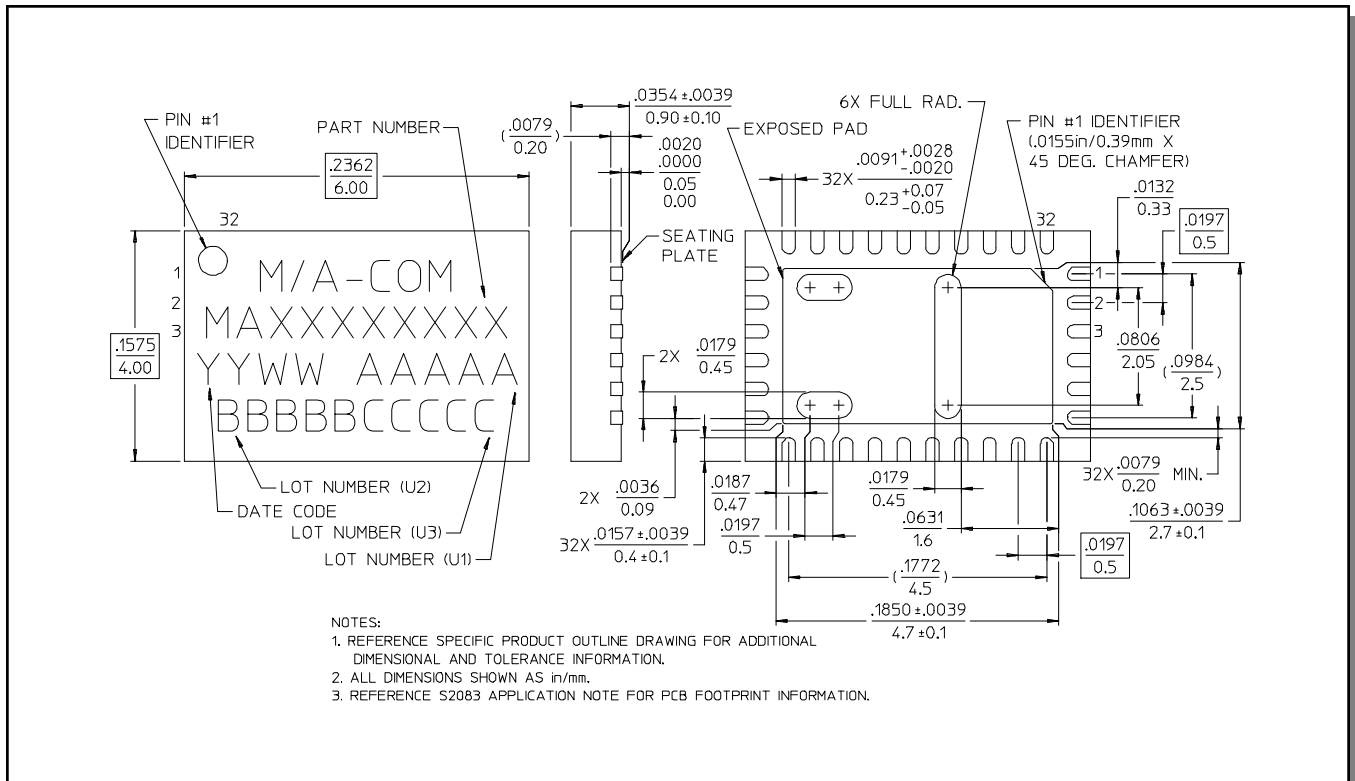 PIN #1
IDENTIFIER
PART NUMBER
.2362
6.00
32
1
2
3
.1575
4.00
M/A-COM
MAXXXXXXXXX
YYWW AAAAA
BBBBBCCCCC
LOT NUMBER (U2)
DATE CODE
LOT NUMBER (U3)
LOT NUMBER (U1)
.0354±.0039
0.90±0.10
(.0079
0.20)
.0020
.0000
0.05
0.00
SEATING
PLATE
2X .0179
0.45
2X .0036
0.09
32X .0157±.0039
0.4±0.1
EXPOSED PAD
6X FULL RAD.
32X .0091 +.0028
-.0020
0.23 +0.07
-0.05
PIN #1 IDENTIFIER
(.0155in/0.39mm X
45 DEG. CHAMFER)
32
.0132
0.33
.0197
0.5
1
2
3
.0806
2.05
(.0984
2.5)
32X .0079
0.20 MIN.
.1063±.0039
2.7±0.1
.0187
0.47
.0197
0.5
.0179
0.45
.0631
1.6
.0197
0.5
(.1772
4.5)
.1850±.0039
4.7±0.1
NOTES:
1. REFERENCE SPECIFIC PRODUCT OUTLINE DRAWING FOR ADDITIONAL
DIMENSIONAL AND TOLERANCE INFORMATION.
2. ALL DIMENSIONS SHOWN AS in/mm.
3. REFERENCE S2083 APPLICATION NOTE FOR PCB FOOTPRINT INFORMATION.